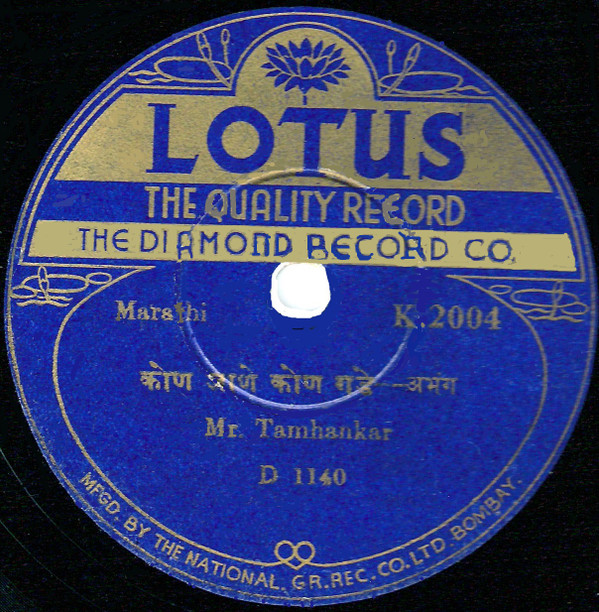 LOTUS
THE QUALITY RECORD
THE DIAMOND RECORD CO.
Marathi K.2004
कोण कोण —अभंग
Mr. Tamhankar
D 1140
MFGD. BY THE NATIONAL. GR. REC. CO. LTD. BOMBAY.